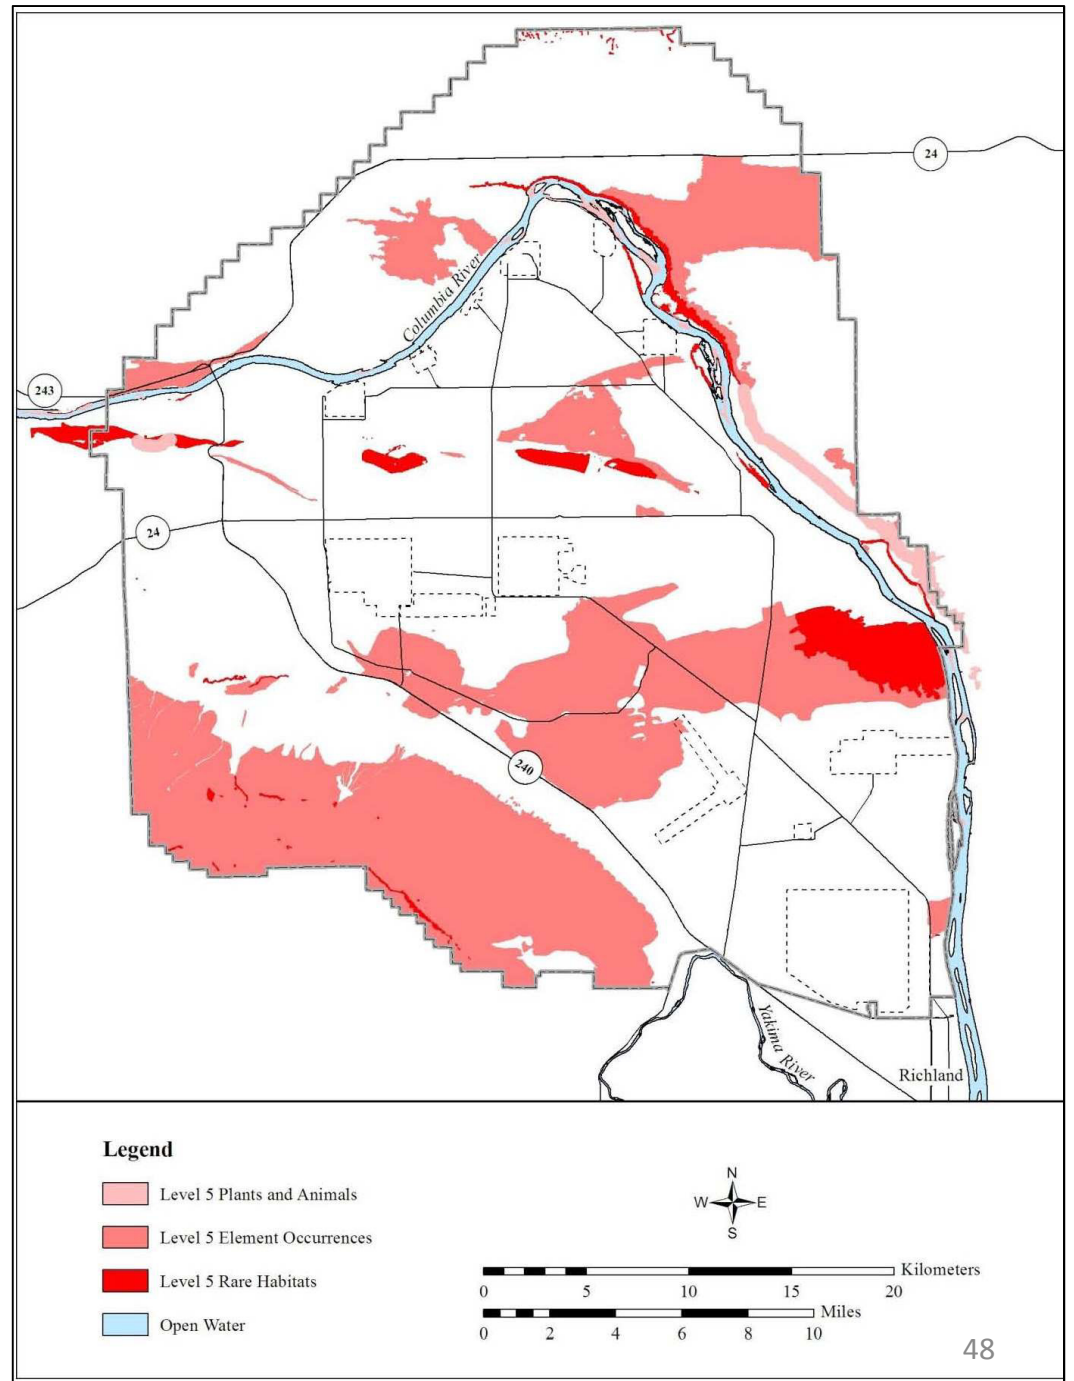 24
Columbia River
243
24
240
Yakima River
Richland
Legend
Level 5 Plants and Animals
Level 5 Element Occurrences
Level 5 Rare Habitats
Open Water
N
W E
S
Kilometers
0 5 10 15 20
Miles
0 2 4 6 8 10
48